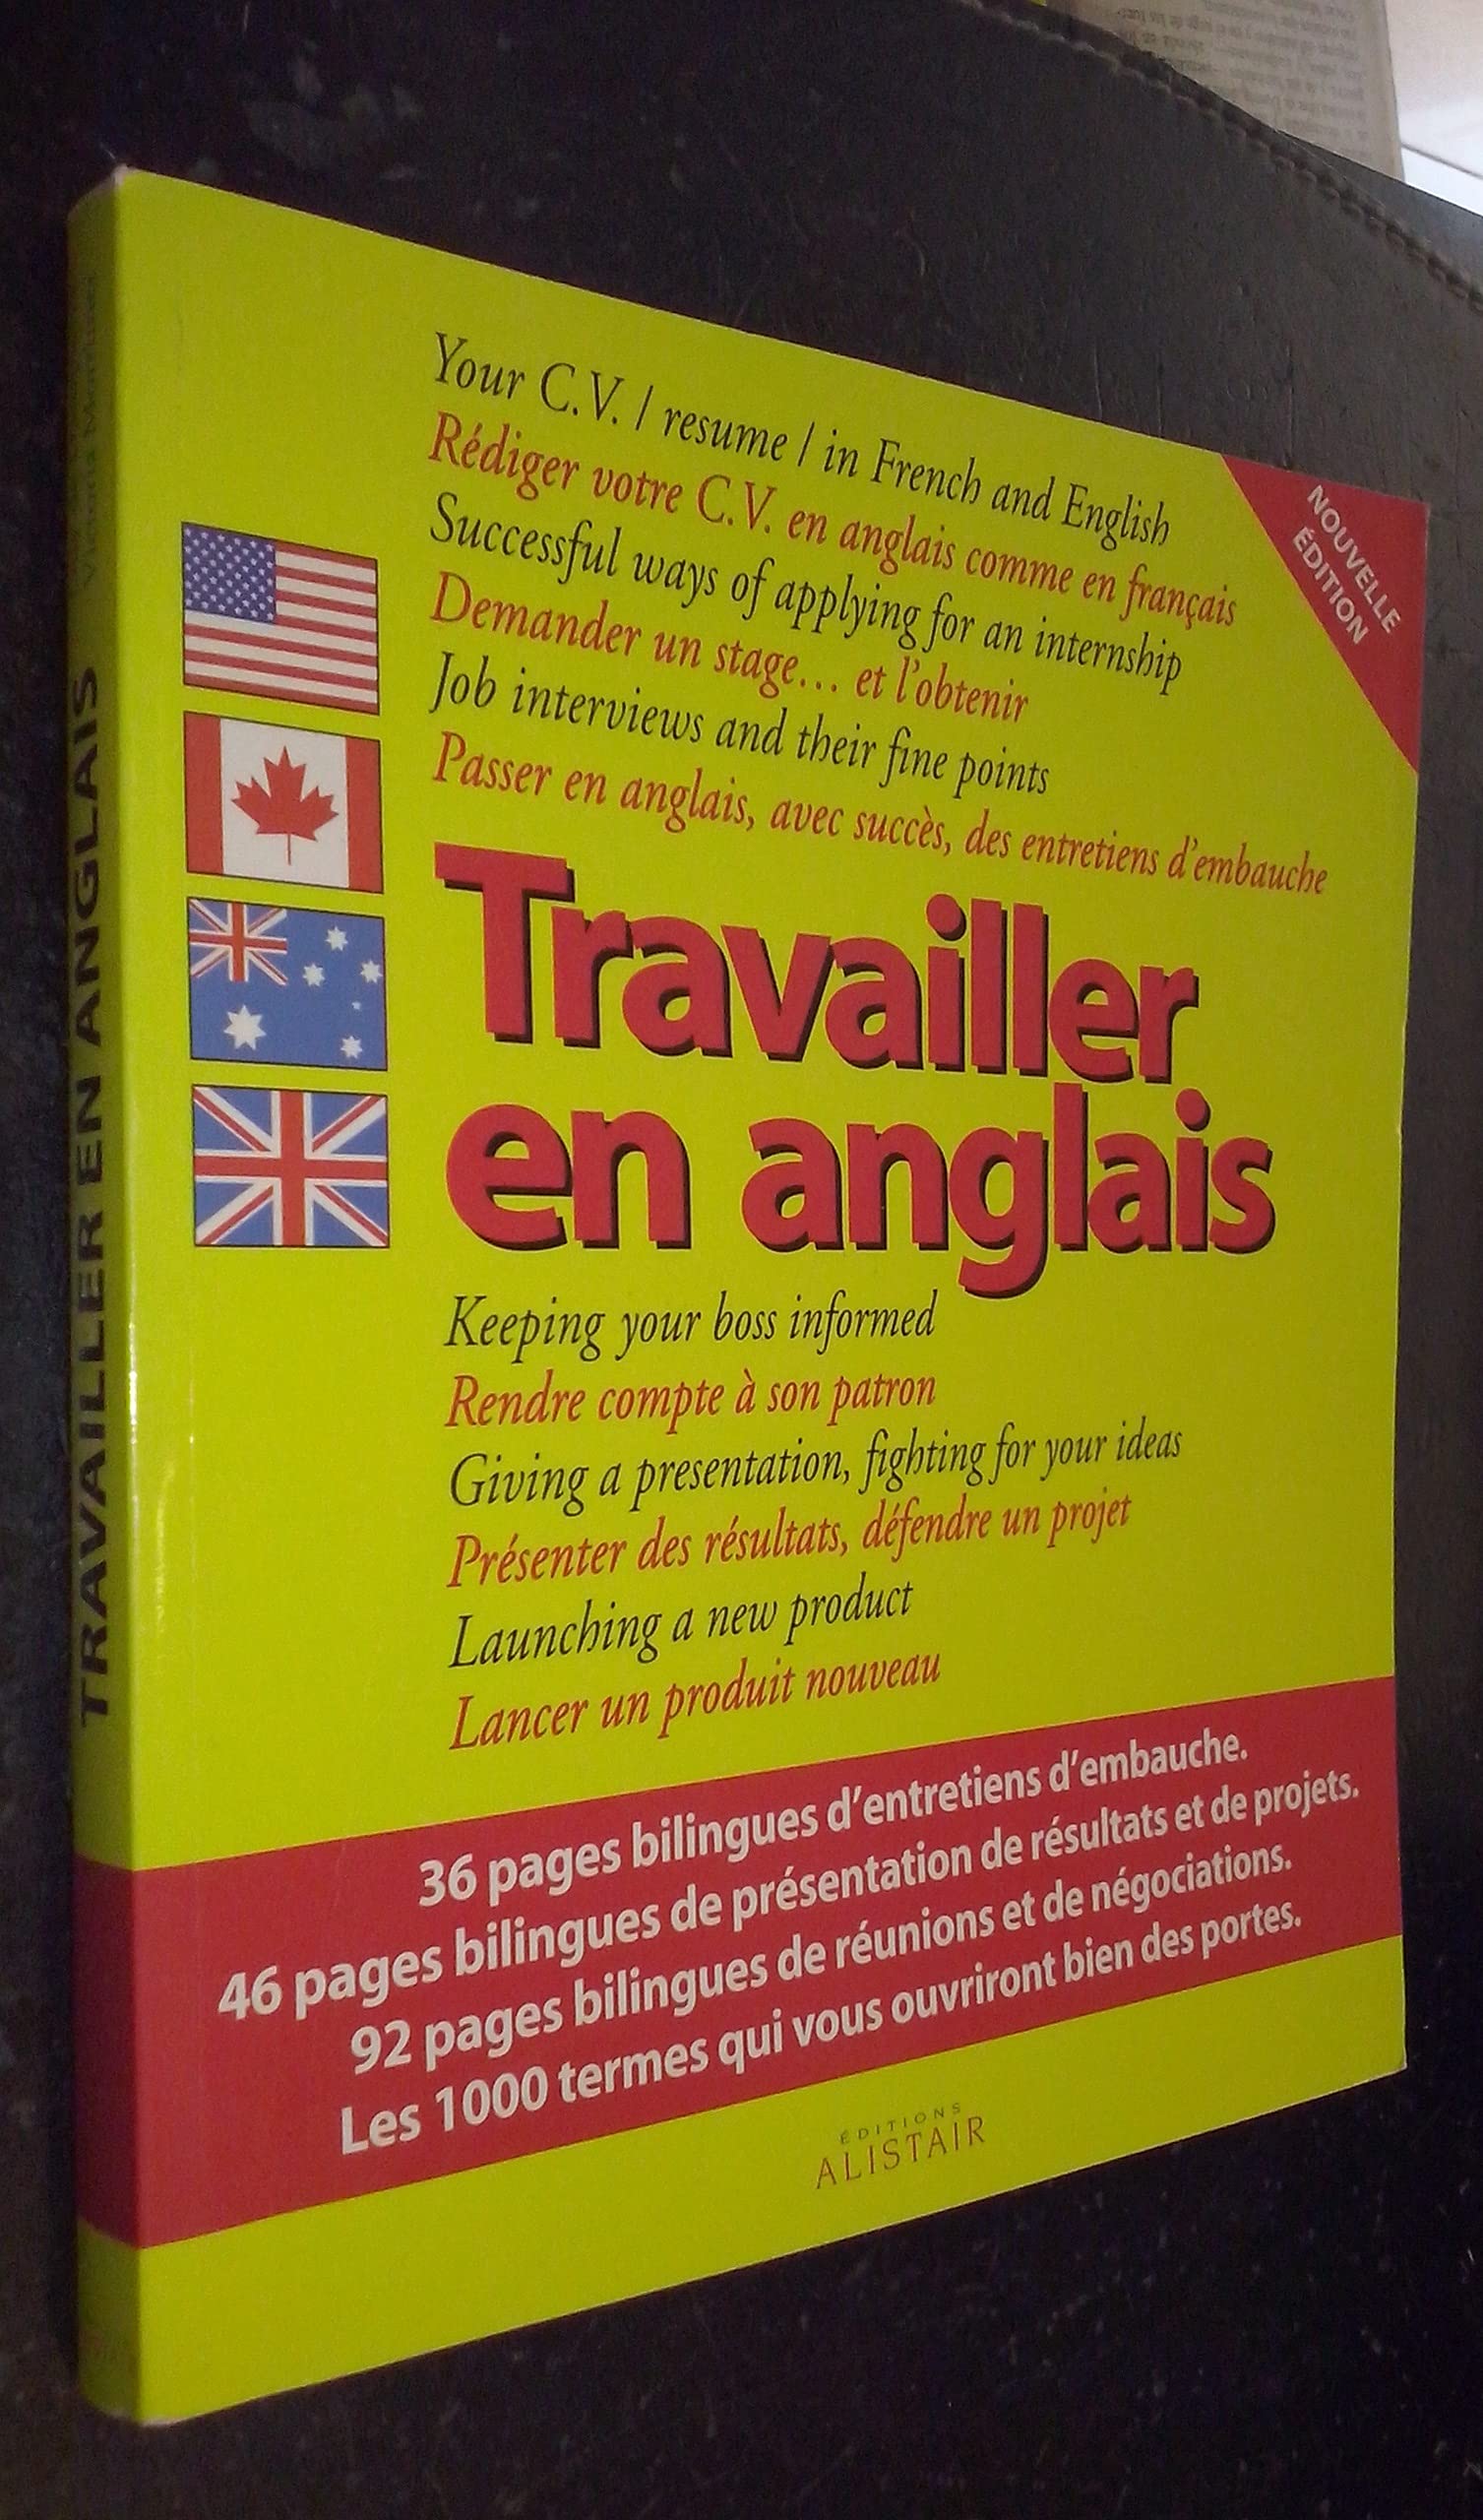 Your C.V. / resume / in French and English
Rédiger votre C.V. en anglais comme en français
Successful ways of applying for an internship
Demander un stage... et l'obtenir
Job interviews and their fine points
Passer en anglais, avec succès, des entretiens d'embauche
NOUVELLE
ÉDITION
Travailler
en anglais
Keeping your boss informed
Rendre compte à son patron
Giving a presentation, fighting for your ideas
Présenter des résultats, défendre un projet
Launching a new product
Lancer un produit nouveau
36 pages bilingues d'entretiens d'embauche.
46 pages bilingues de présentation de résultats et de projets.
92 pages bilingues de réunions et de négociations.
Les 1000 termes qui vous ouvriront bien des portes.
ÉDITIONS
ALISTAIR
TRAVAILLER EN ANGLAIS